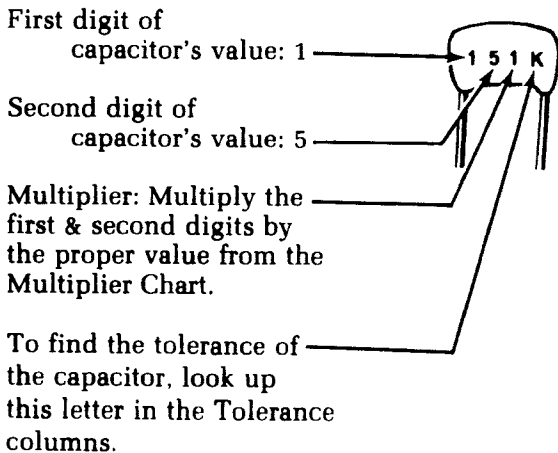 First digit of
capacitor's value: 1
1 5 1 K
Second digit of
capacitor's value: 5
Multiplier: Multiply the
first & second digits by
the proper value from the
Multiplier Chart.
To find the tolerance of
the capacitor, look up
this letter in the Tolerance
columns.